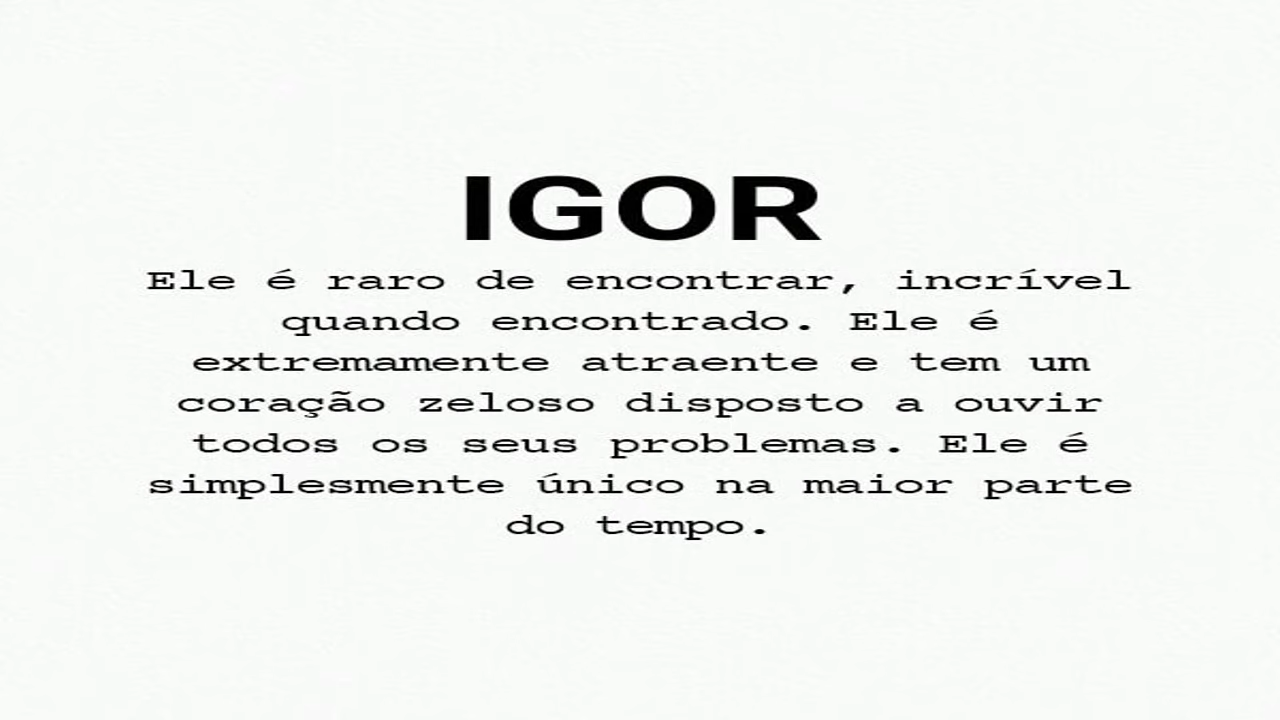 IGOR
Ele é raro de encontrar, incrível
quando encontrado. Ele é
extremamente atraente e tem um
coração zeloso disposto a ouvir
todos os seus problemas. Ele é
simplesmente único na maior parte
do tempo.